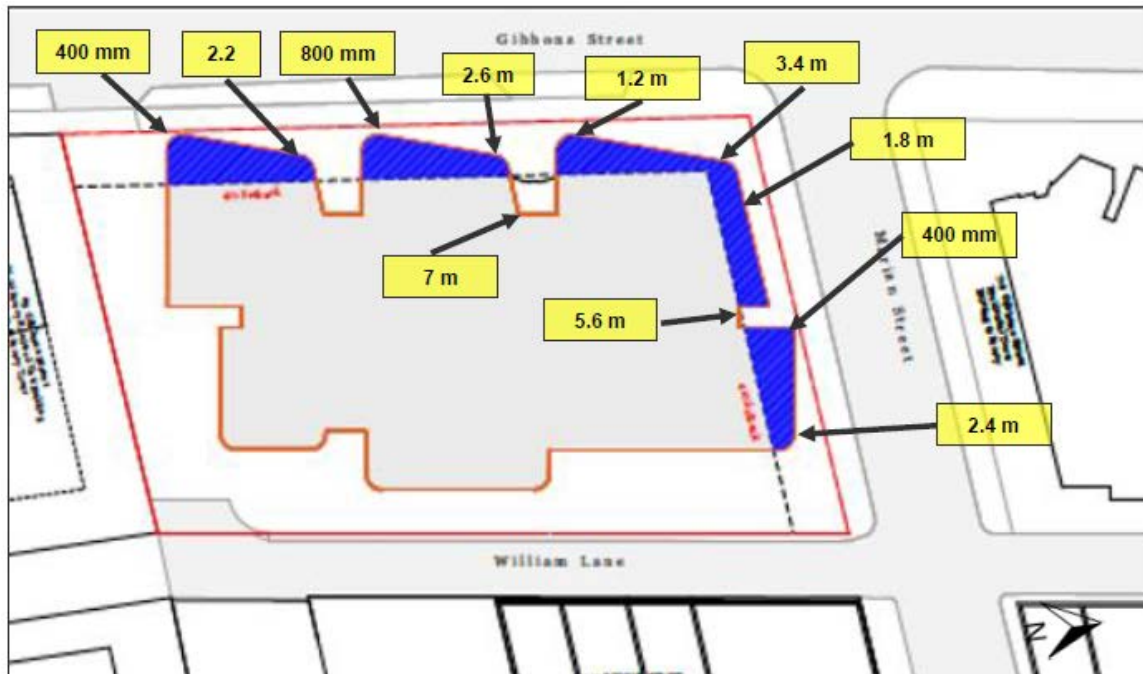 Gibbons Street
400 mm
2.2
800 mm
2.6 m
1.2 m
3.4 m
1.8 m
400 mm
7 m
5.6 m
2.4 m
Marian Street
William Lane
N